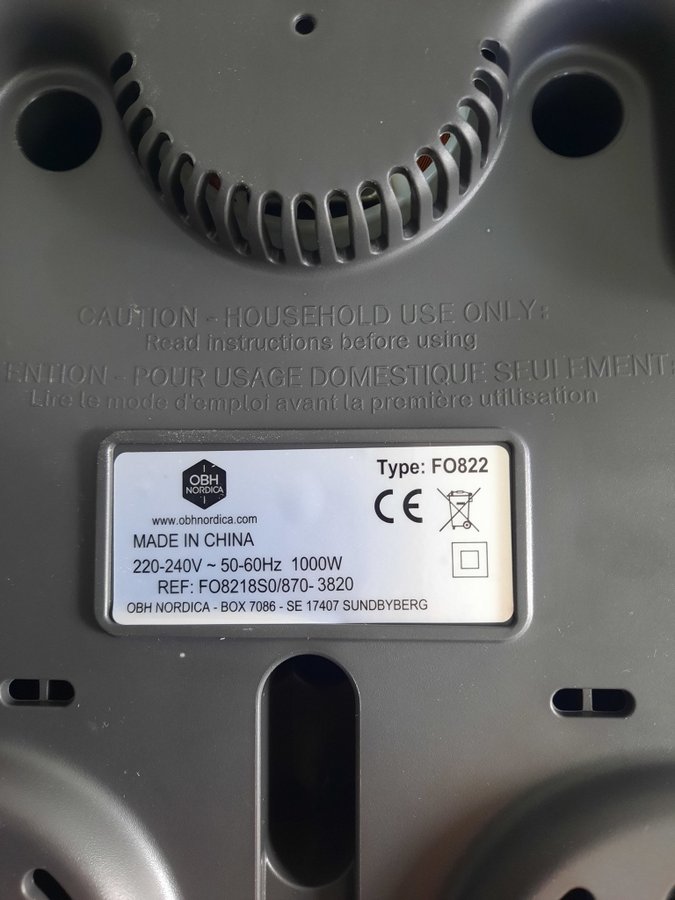 CAUTION - HOUSEHOLD USE ONLY:
Read instructions before using
ENTION - POUR USAGE DOMESTIQUE SEULEMENT:
Lire le mode d'emploi avant la première utilisation
OBH
NORDICA
Type: FO822
CE
www.obhnordica.com
MADE IN CHINA
220-240V ~ 50-60Hz 1000W
REF: FO8218S0/870- 3820
OBH NORDICA - BOX 7086 - SE 17407 SUNDBYBERG